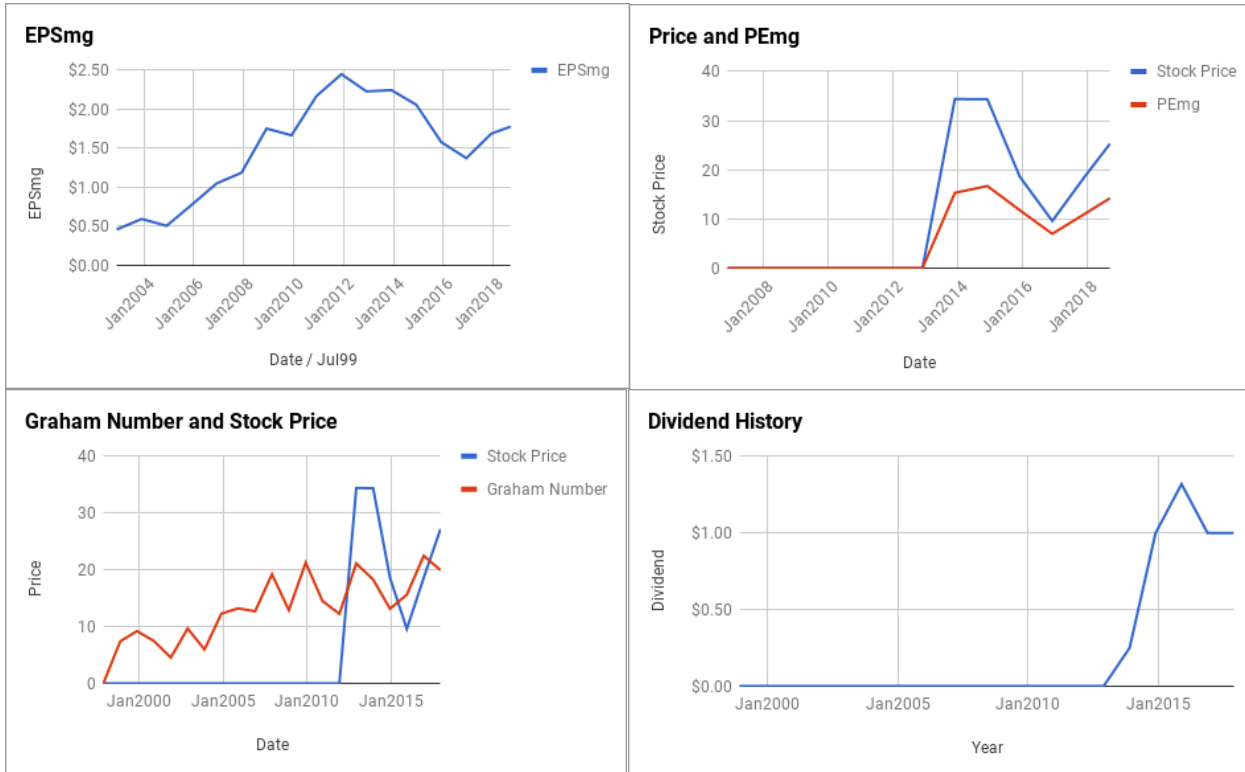 EPSmg
EPSmg
$2.50
$2.00
$1.50
$1.00
$0.50
$0.00
EPSmg
Jan2004
Jan2006
Jan2008
Jan2010
Jan2012
Jan2014
Jan2016
Jan2018
Date / Jul99
Price and PEmg
Stock Price
PEmg
40
30
20
10
0
Stock Price
Jan2008
Jan2010
Jan2012
Jan2014
Jan2016
Jan2018
Date
Graham Number and Stock Price
Stock Price
Graham Number
40
30
20
10
0
Price
Jan2000
Jan2005
Jan2010
Jan2015
Date
Dividend History
$1.50
$1.00
$0.50
$0.00
Dividend
Jan2000
Jan2005
Jan2010
Jan2015
Year